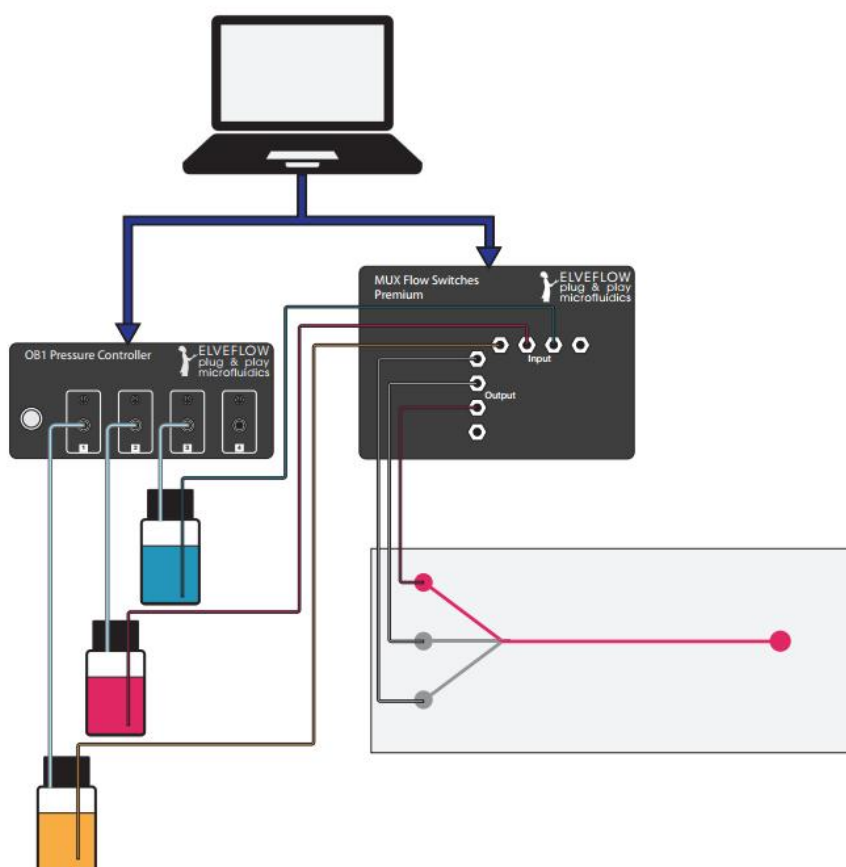 MUX Flow Switches
Premium
ELVEFLOW
plug & play
microfluidics
Input
Output
OB1 Pressure Controller
ELVEFLOW
plug & play
microfluidics
1
2
3
4